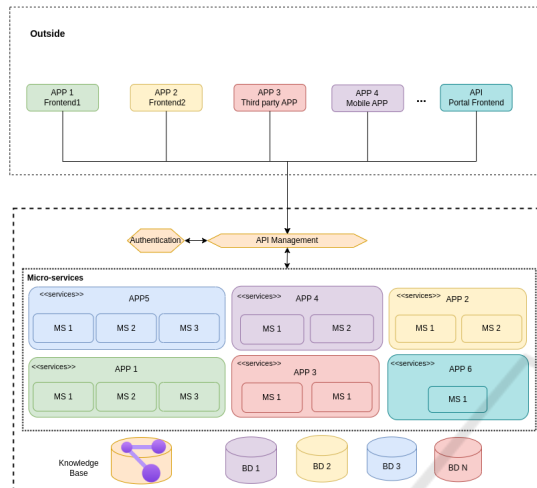 Outside
APP 1
Frontend1
APP 2
Frontend2
APP 3
Third party APP
APP 4
Mobile APP
...
API
Portal Frontend
Authentication
API Management
Micro-services
<<services>>
APP5
MS 1
MS 2
MS 3
<<services>>
APP 4
MS 1
MS 2
<<services>>
APP 2
MS 1
MS 2
<<services>>
APP 1
MS 1
MS 2
MS 3
<<services>>
APP 3
MS 1
MS 1
<<services>>
APP 6
MS 1
Knowledge
Base
BD 1
BD 2
BD 3
BD N